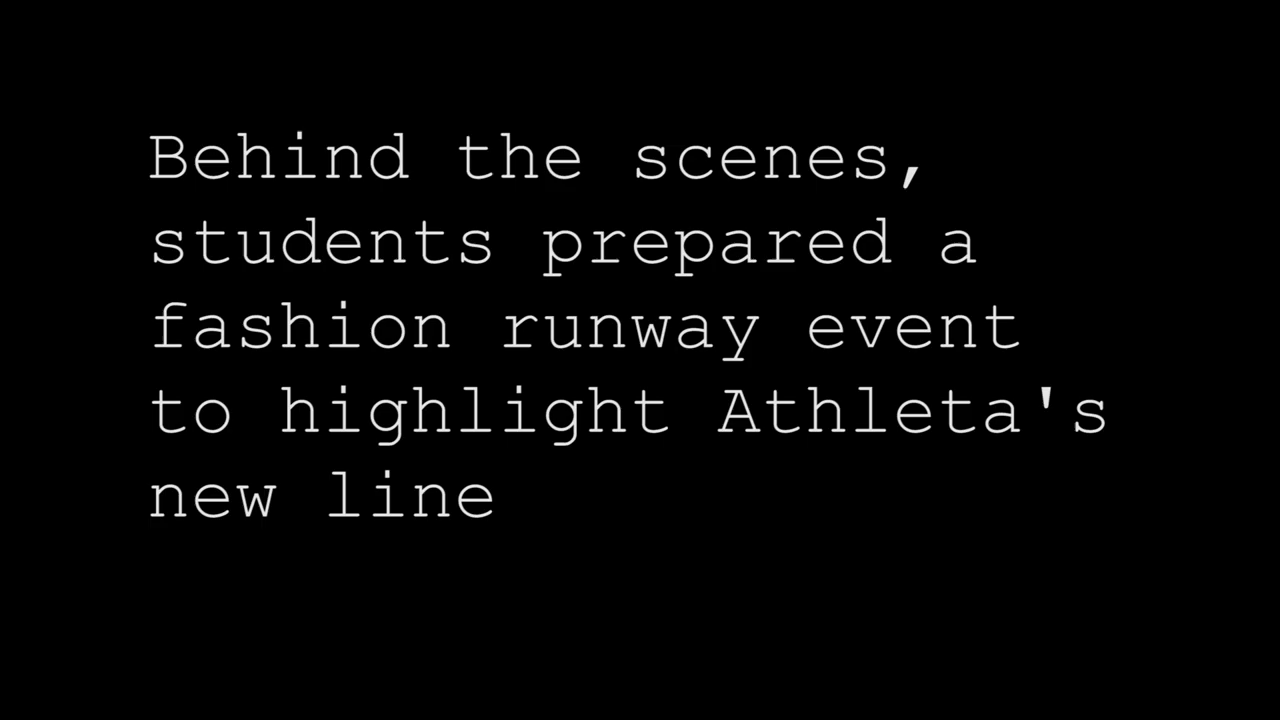 Behind the scenes,
students prepared a
fashion runway event
to highlight Athleta's
new line